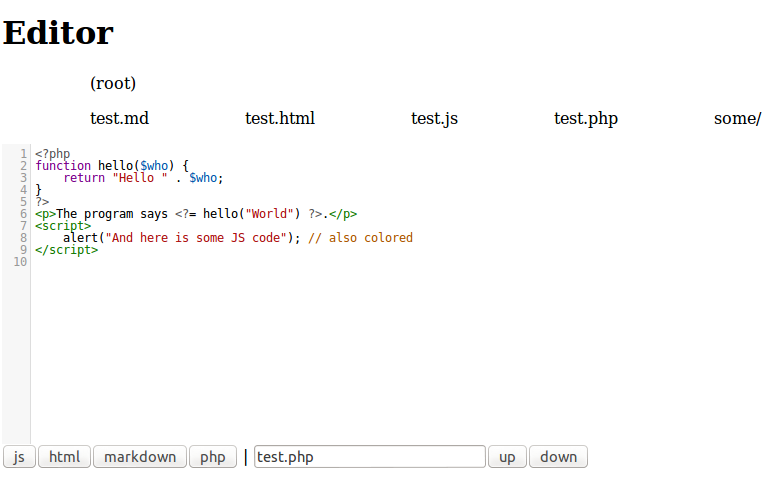 Editor
(root)
test.md test.html test.js test.php some/
1 <?php
2 function hello($who) {
3     return "Hello " . $who;
4 }
5 ?>
6 <p>The program says <?= hello("World") ?>.</p>
7 <script>
8     alert("And here is some JS code"); // also colored
9 </script>
10
js html markdown php | test.php up down